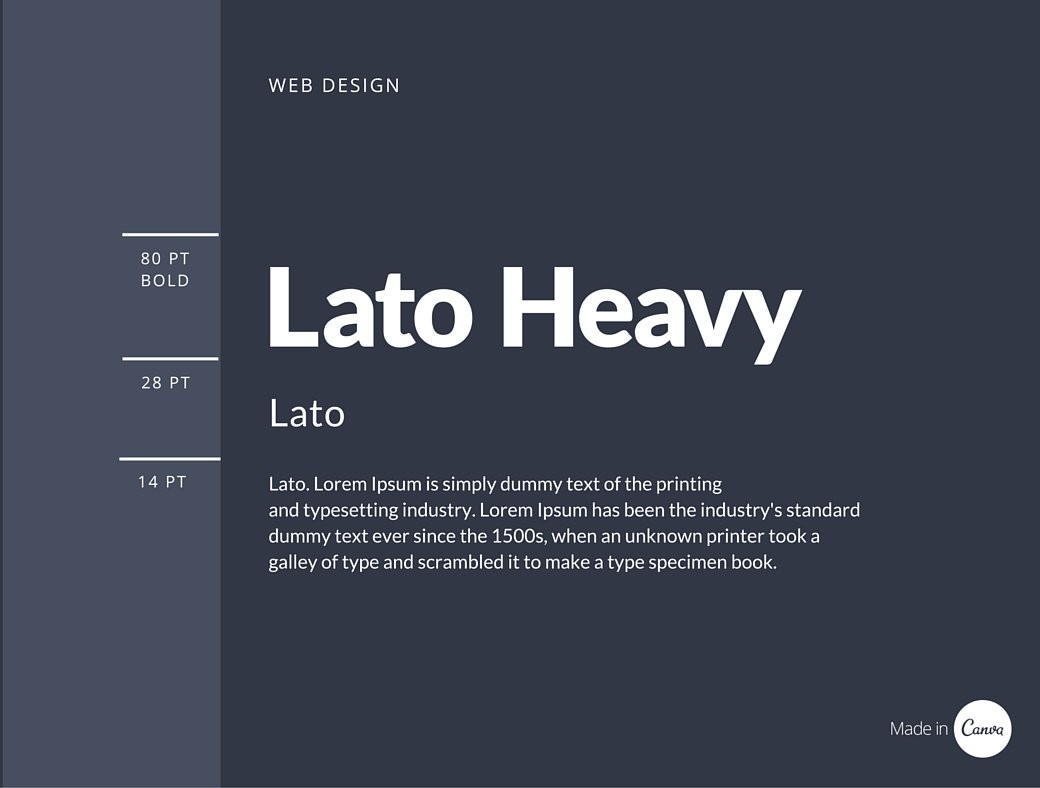 WEB DESIGN
80 PT
BOLD
Lato Heavy
28 PT
Lato
14 PT
Lato. Lorem Ipsum is simply dummy text of the printing
and typesetting industry. Lorem Ipsum has been the industry's standard
dummy text ever since the 1500s, when an unknown printer took a
galley of type and scrambled it to make a type specimen book.
Made in Canva